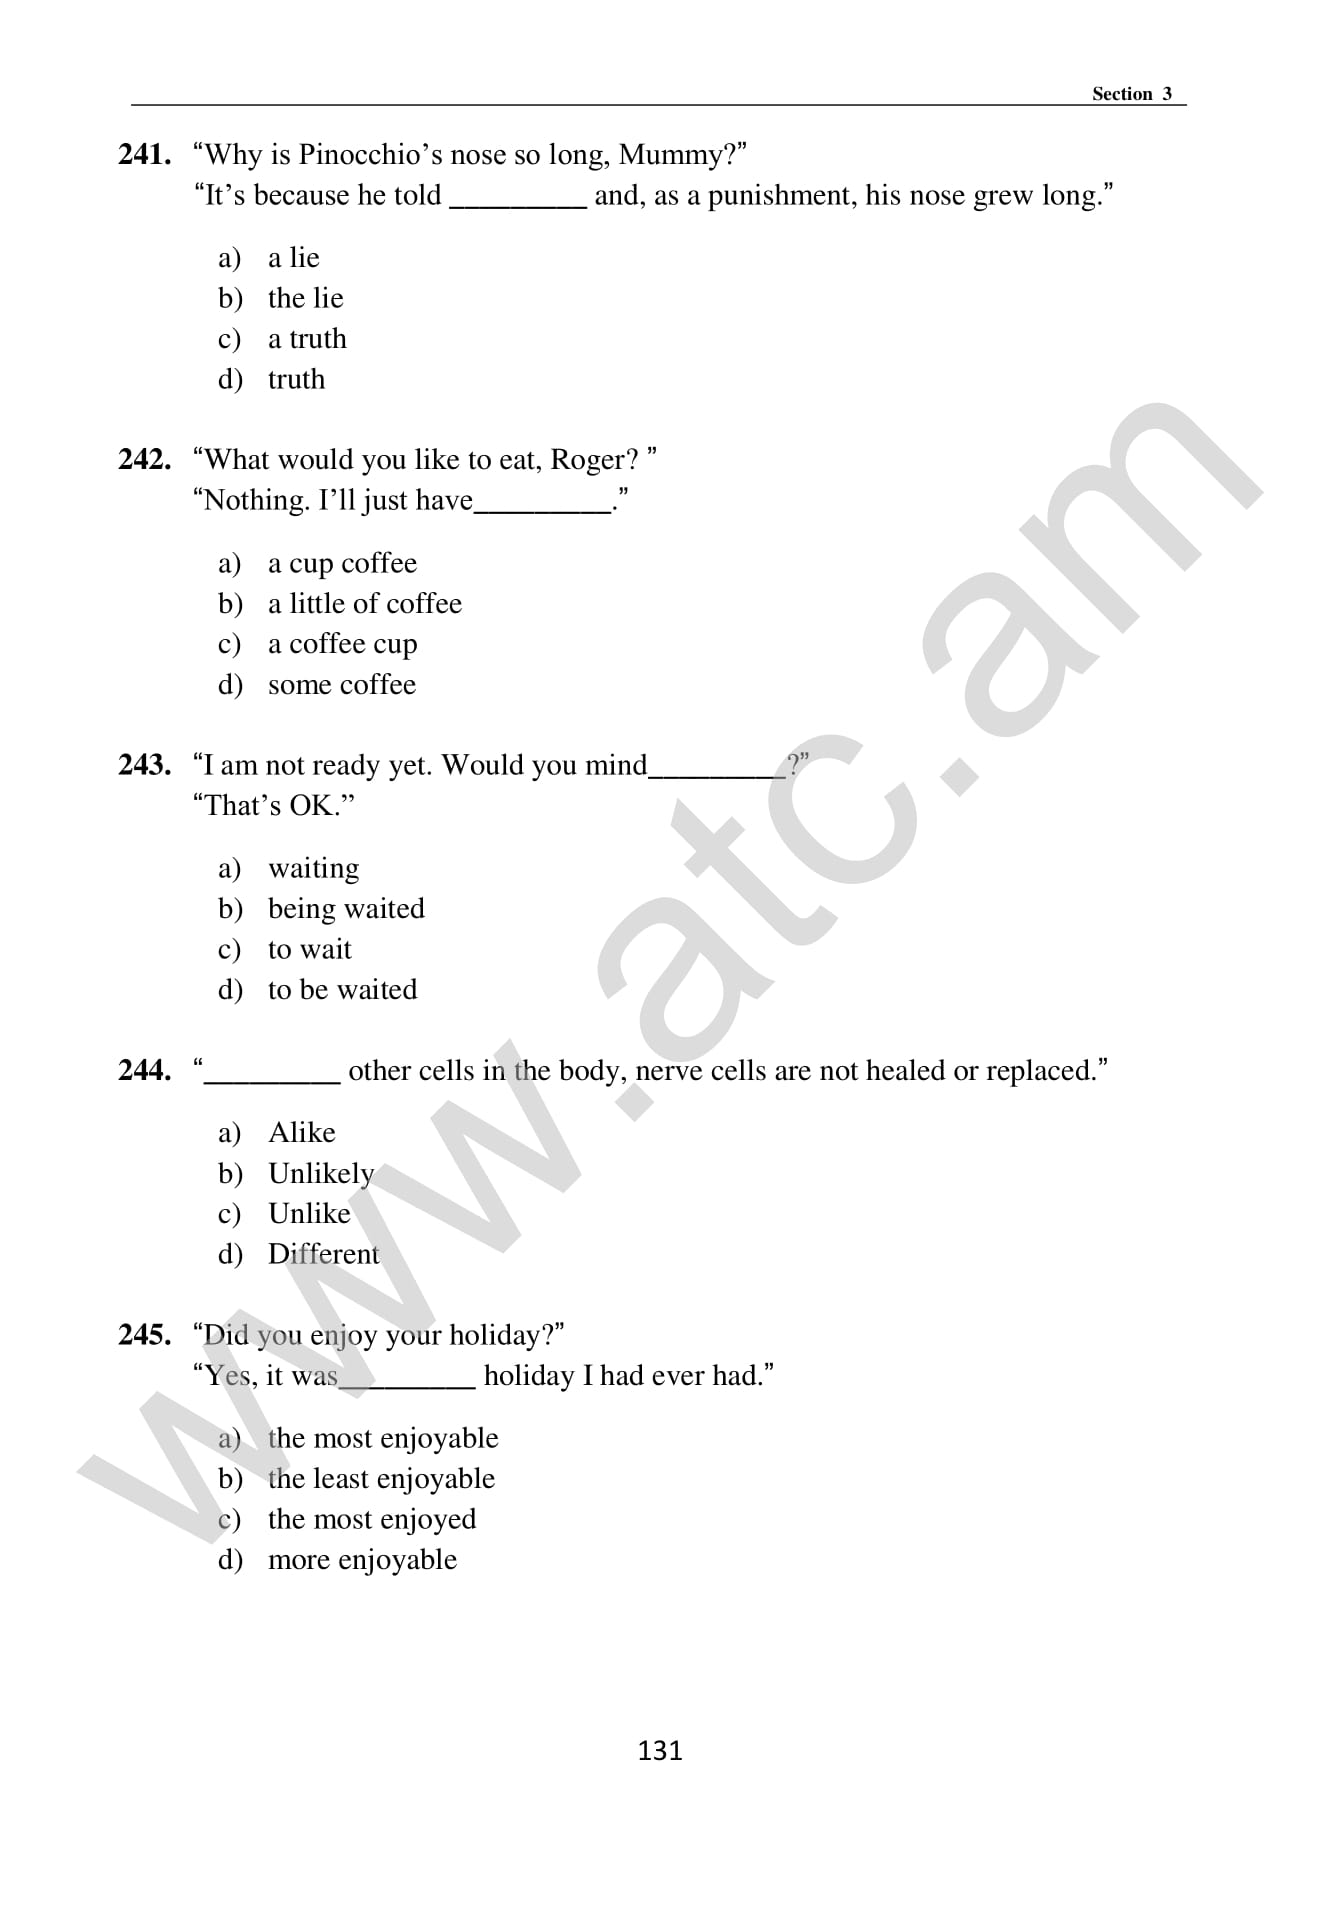 Section 3
241. “Why is Pinocchio’s nose so long, Mummy?”
“It’s because he told _________ and, as a punishment, his nose grew long.”
a) a lie
b) the lie
c) a truth
d) truth
242. “What would you like to eat, Roger? ”
“Nothing. I’ll just have_________.”
a) a cup coffee
b) a little of coffee
c) a coffee cup
d) some coffee
243. “I am not ready yet. Would you mind_________?”
“That’s OK.”
a) waiting
b) being waited
c) to wait
d) to be waited
244. “_________ other cells in the body, nerve cells are not healed or replaced.”
a) Alike
b) Unlikely
c) Unlike
d) Different
245. “Did you enjoy your holiday?”
“Yes, it was_________ holiday I had ever had.”
a) the most enjoyable
b) the least enjoyable
c) the most enjoyed
d) more enjoyable
131
www.atc.am